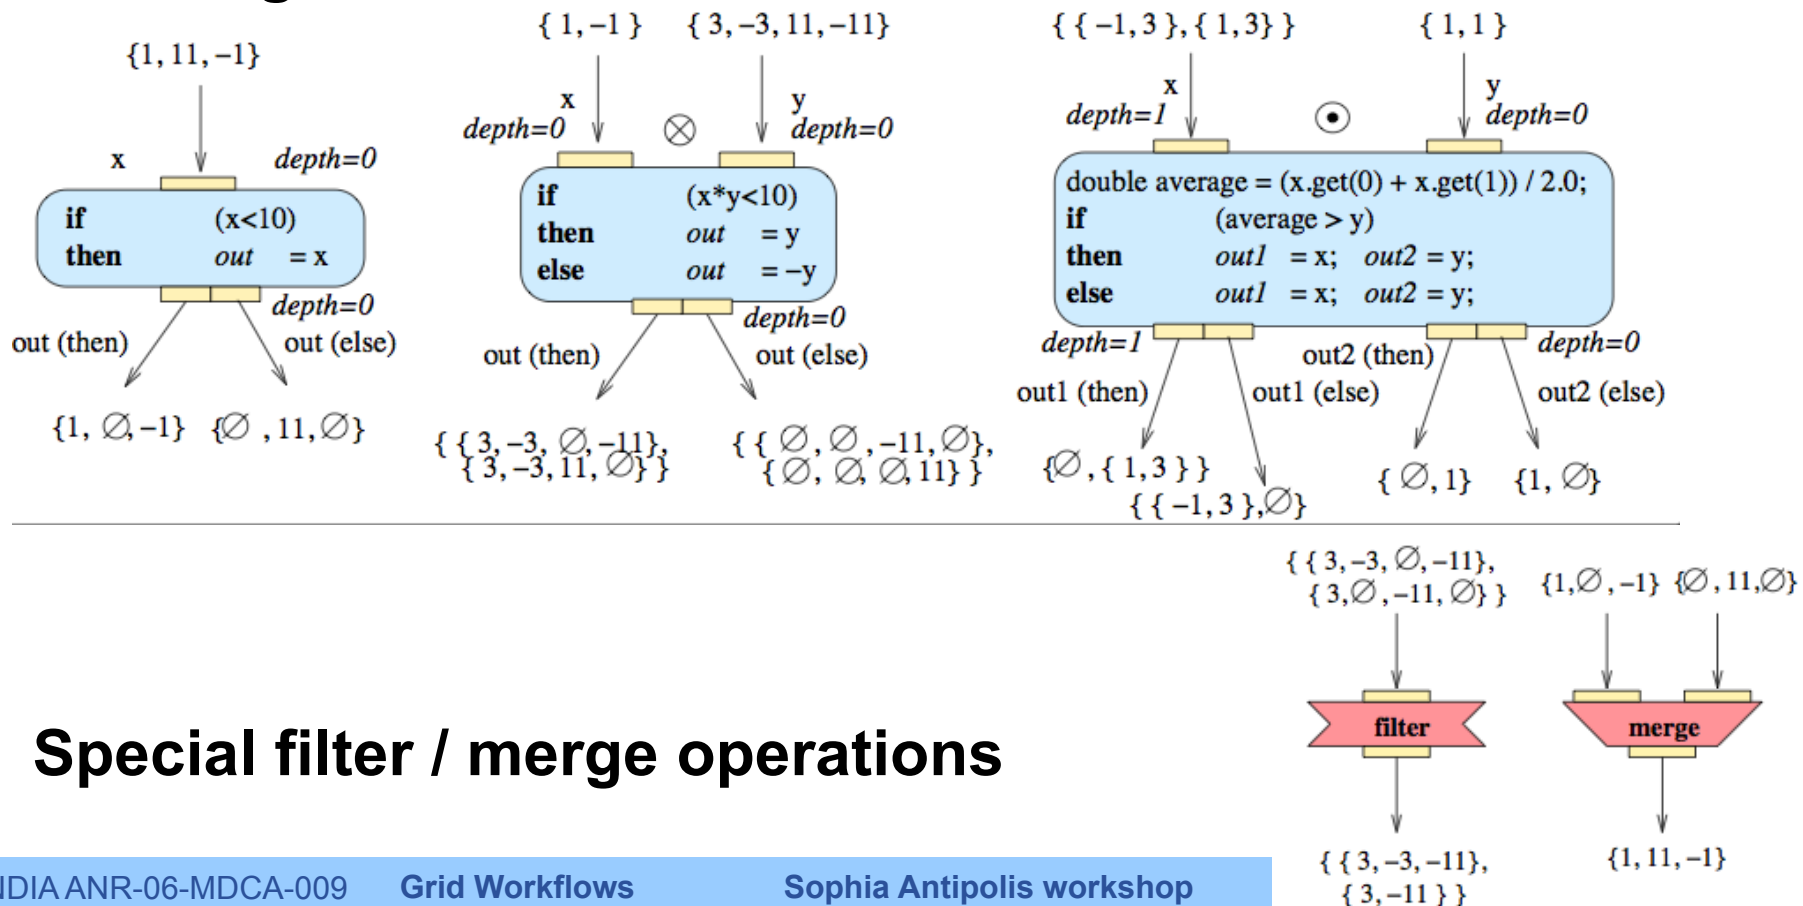 {1, 11, −1}
x
depth=0
if (x<10)
then out = x
depth=0
out (then)
out (else)
{1, ∅, −1} {∅ , 11, ∅}
{ 1, −1 } { 3, −3, 11, −11}
x
depth=0
⊗
y
depth=0
if (x*y<10)
then out = y
else out = −y
depth=0
out (then)
out (else)
{ { 3, −3, ∅, −11},
{ 3, −3, 11, ∅} }
{ { ∅, ∅, −11, ∅},
{∅, ∅, ∅, 11} }
{ { −1, 3 }, { 1, 3} } { 1, 1 }
x
depth=1
⊙
y
depth=0
double average = (x.get(0) + x.get(1)) / 2.0;
if (average > y)
then out1 = x; out2 = y;
else out1 = x; out2 = y;
depth=1
out2 (then)
depth=0
out1 (then)
out1 (else)
out2 (else)
{∅, { 1, 3 } }
{ { −1, 3 }, ∅}
{ ∅, 1} {1, ∅}
{ { 3, −3, ∅, −11},
{ 3, ∅, −11, ∅} }
{1, ∅, −1} {∅, 11, ∅}
filter
merge
{ { 3, −3, −11},
{ 3, −11 } }
{1, 11, −1}
Special filter / merge operations
NDIA ANR-06-MDCA-009 Grid Workflows Sophia Antipolis workshop